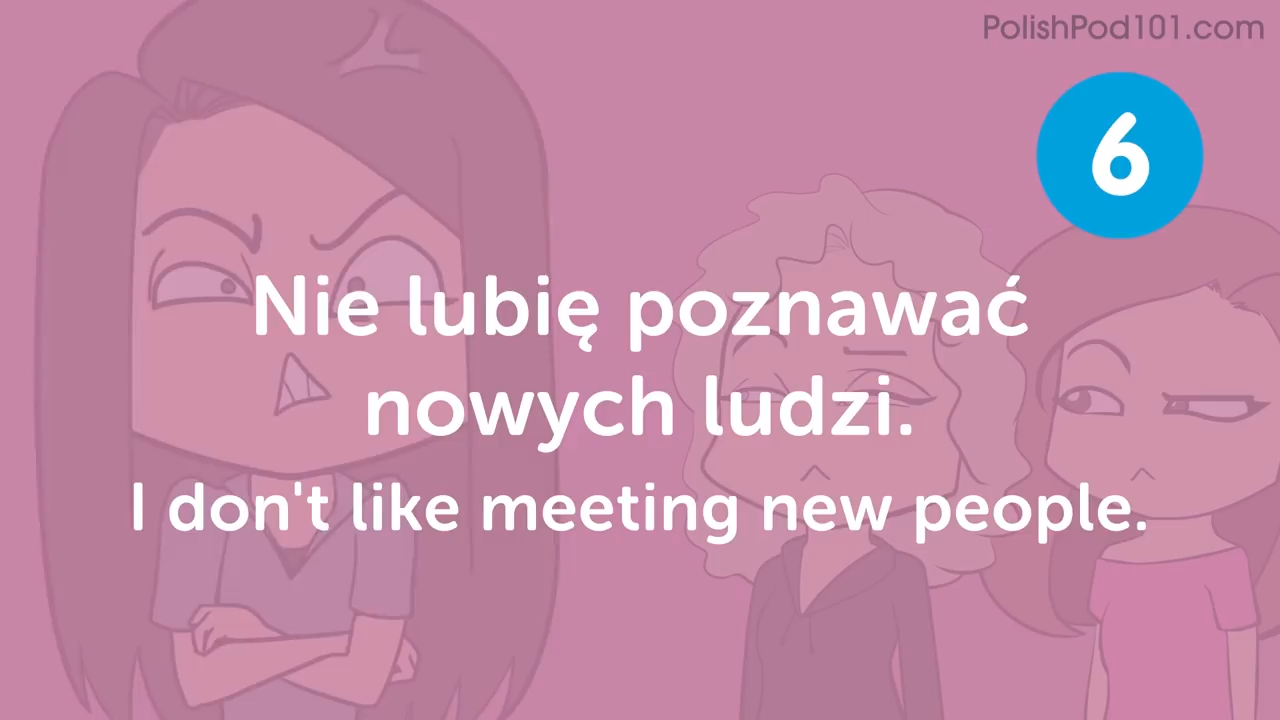 PolishPod101.com
6
Nie lubię poznawać
nowych ludzi.
I don't like meeting new people.